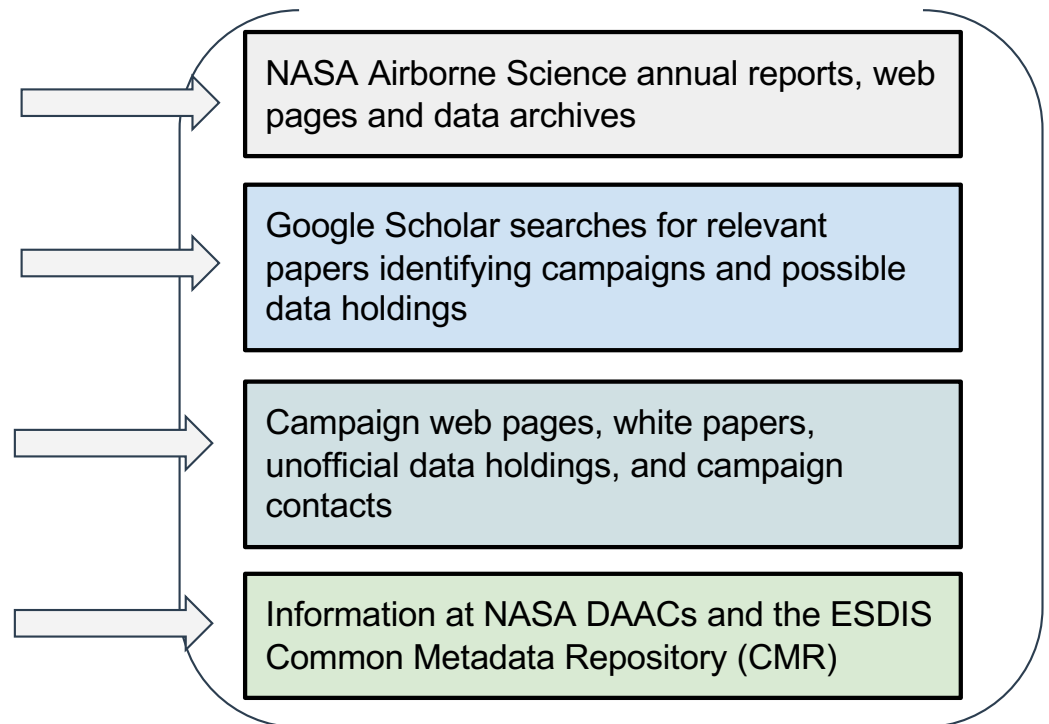 NASA Airborne Science annual reports, web
pages and data archives
Google Scholar searches for relevant
papers identifying campaigns and possible
data holdings
Campaign web pages, white papers,
unofficial data holdings, and campaign
contacts
Information at NASA DAACs and the ESDIS
Common Metadata Repository (CMR)